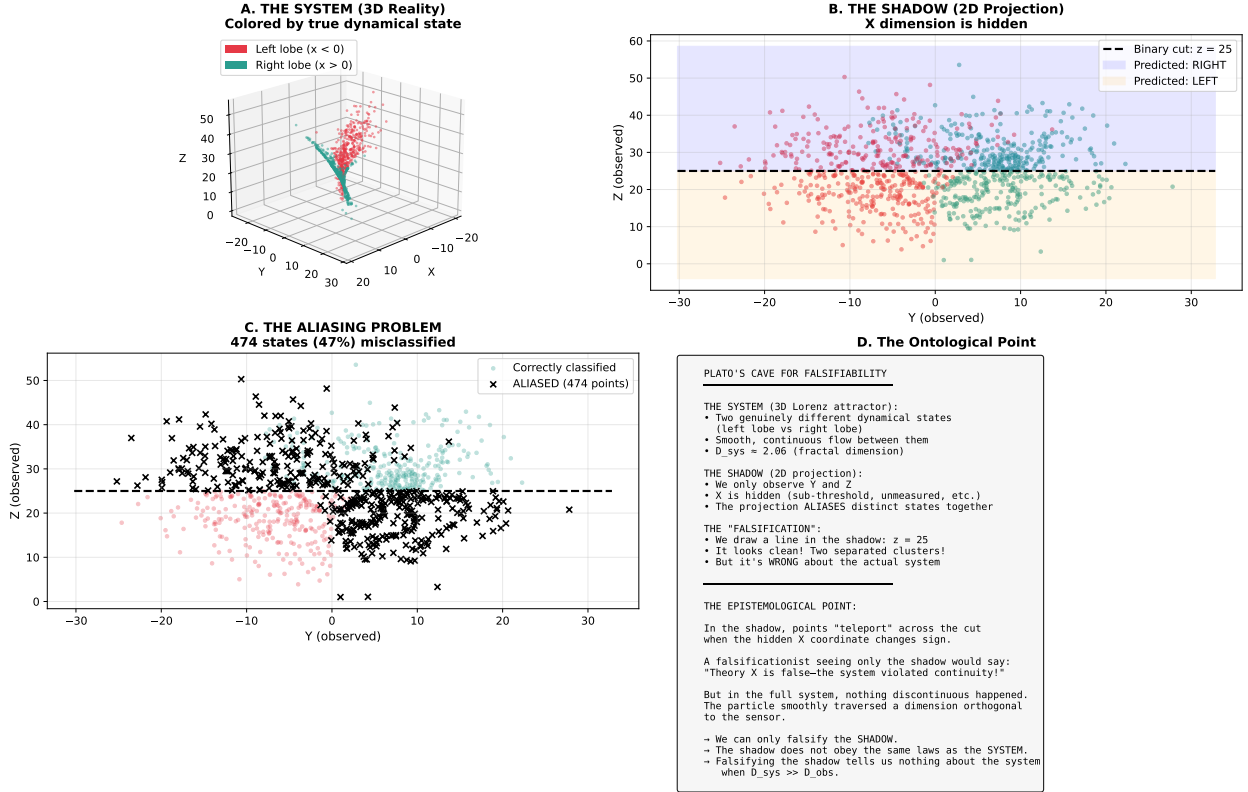 A. THE SYSTEM (3D Reality)
Colored by true dynamical state
Left lobe (x < 0)
Right lobe (x > 0)
50
40
30
20
10
0
Z
−20
−10
0
10
20
30
Y
20
10
0
−10
−20
X
B. THE SHADOW (2D Projection)
X dimension is hidden
Binary cut: z = 25
Predicted: RIGHT
Predicted: LEFT
60
50
40
30
20
10
0
Z (observed)
−30
−20
−10
0
10
20
30
Y (observed)
C. THE ALIASING PROBLEM
474 states (47%) misclassified
Correctly classified
ALIASED (474 points)
50
40
30
20
10
0
Z (observed)
−30
−20
−10
0
10
20
30
Y (observed)
D. The Ontological Point
PLATO'S CAVE FOR FALSIFIABILITY
THE SYSTEM (3D Lorenz attractor):
• Two genuinely different dynamical states
(left lobe vs right lobe)
• Smooth, continuous flow between them
• D_sys ≈ 2.06 (fractal dimension)
THE SHADOW (2D projection):
• We only observe Y and Z
• X is hidden (sub-threshold, unmeasured, etc.)
• The projection ALIASES distinct states together
THE "FALSIFICATION":
• We draw a line in the shadow: z = 25
• It looks clean! Two separated clusters!
• But it's WRONG about the actual system
THE EPISTEMOLOGICAL POINT:
In the shadow, points "teleport" across the cut
when the hidden X coordinate changes sign.
A falsificationist seeing only the shadow would say:
"Theory X is false—the system violated continuity!"
But in the full system, nothing discontinuous happened.
The particle smoothly traversed a dimension orthogonal
to the sensor.
→ We can only falsify the SHADOW.
→ The shadow does not obey the same laws as the SYSTEM.
→ Falsifying the shadow tells us nothing about the system
when D_sys >> D_obs.